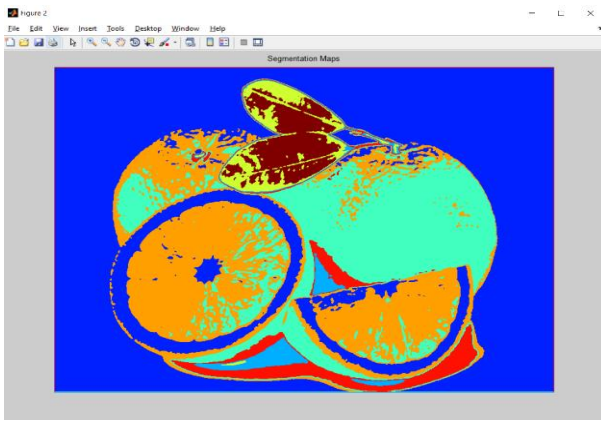 Figure 2
File Edit View Insert Tools Desktop Window Help
Segmentation Maps